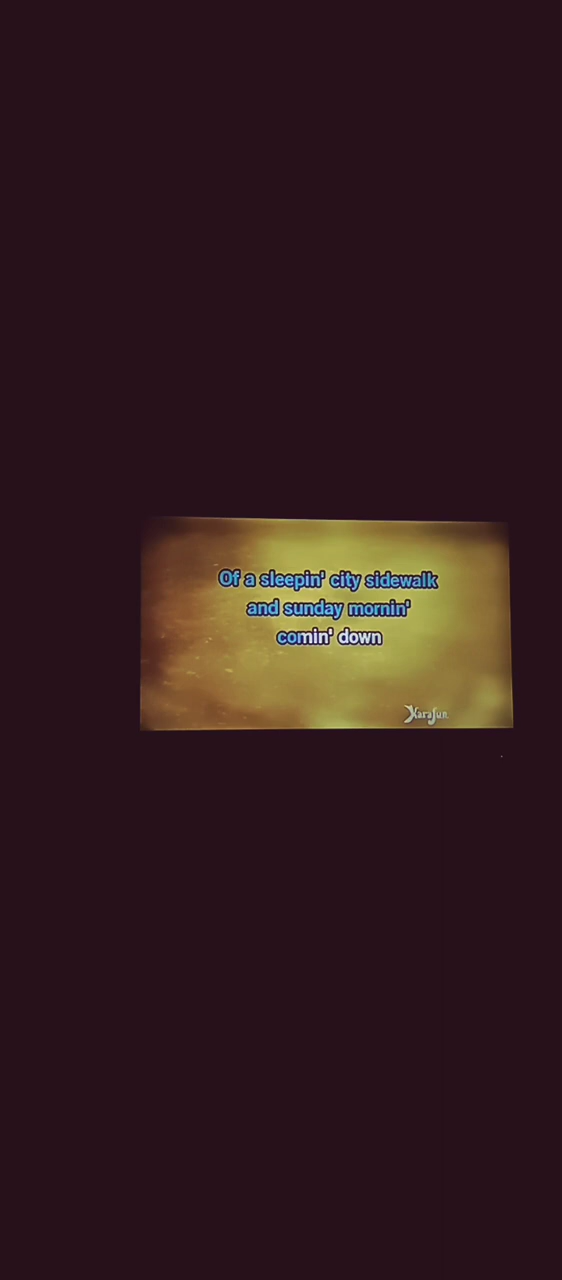 Of a sleepin' city sidewalk
and sunday mornin'
comin' down
KaraFun